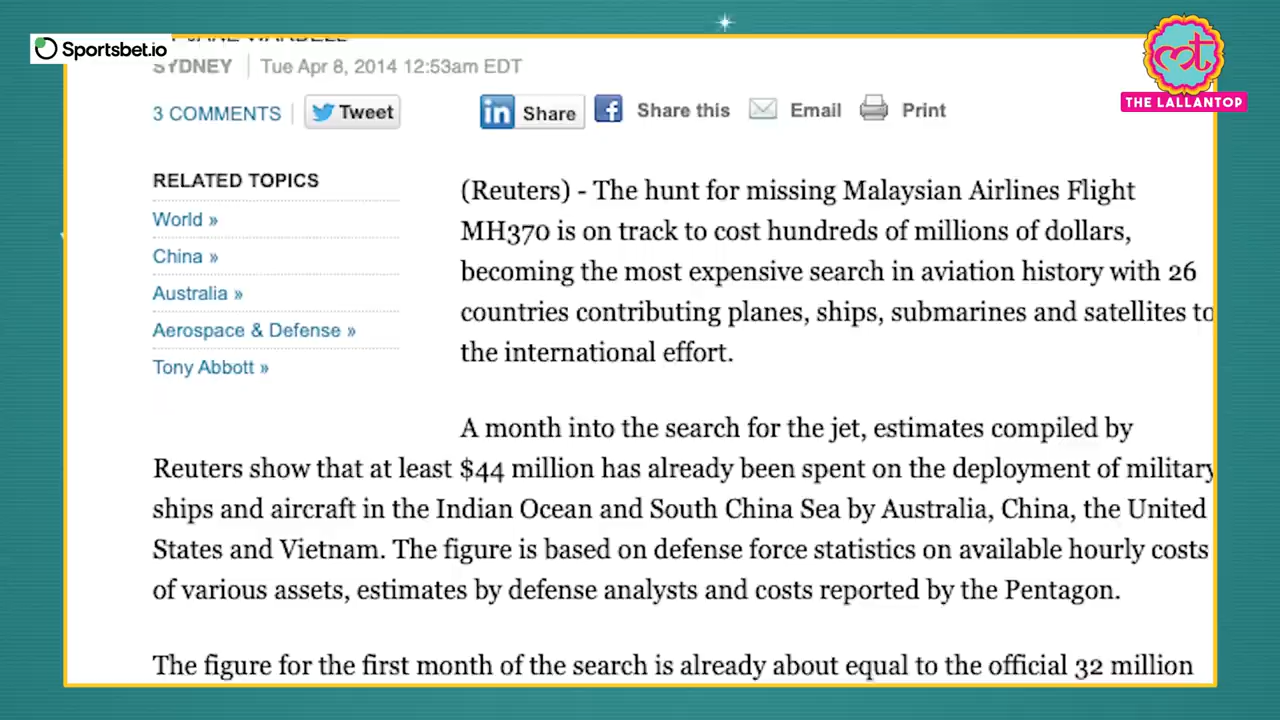 Sportsbet.io
SYDNEY | Tue Apr 8, 2014 12:53am EDT
3 COMMENTS
Tweet
in Share
f Share this
Email
Print
मत
THE LALLANTOP
RELATED TOPICS
World »
China »
Australia »
Aerospace & Defense »
Tony Abbott »
(Reuters) - The hunt for missing Malaysian Airlines Flight
MH370 is on track to cost hundreds of millions of dollars,
becoming the most expensive search in aviation history with 26
countries contributing planes, ships, submarines and satellites to
the international effort.
A month into the search for the jet, estimates compiled by
Reuters show that at least $44 million has already been spent on the deployment of military
ships and aircraft in the Indian Ocean and South China Sea by Australia, China, the United
States and Vietnam. The figure is based on defense force statistics on available hourly costs
of various assets, estimates by defense analysts and costs reported by the Pentagon.
The figure for the first month of the search is already about equal to the official 32 million